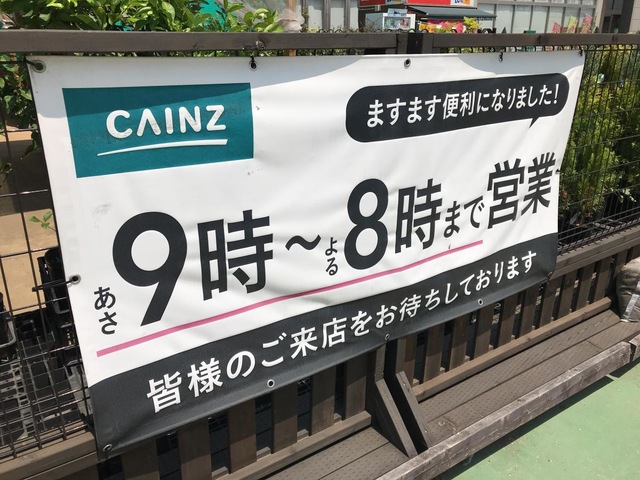 CAINZ
ますます便利になりました!
あさ9時～よる8時まで営業
皆様のご来店をお待ちしております